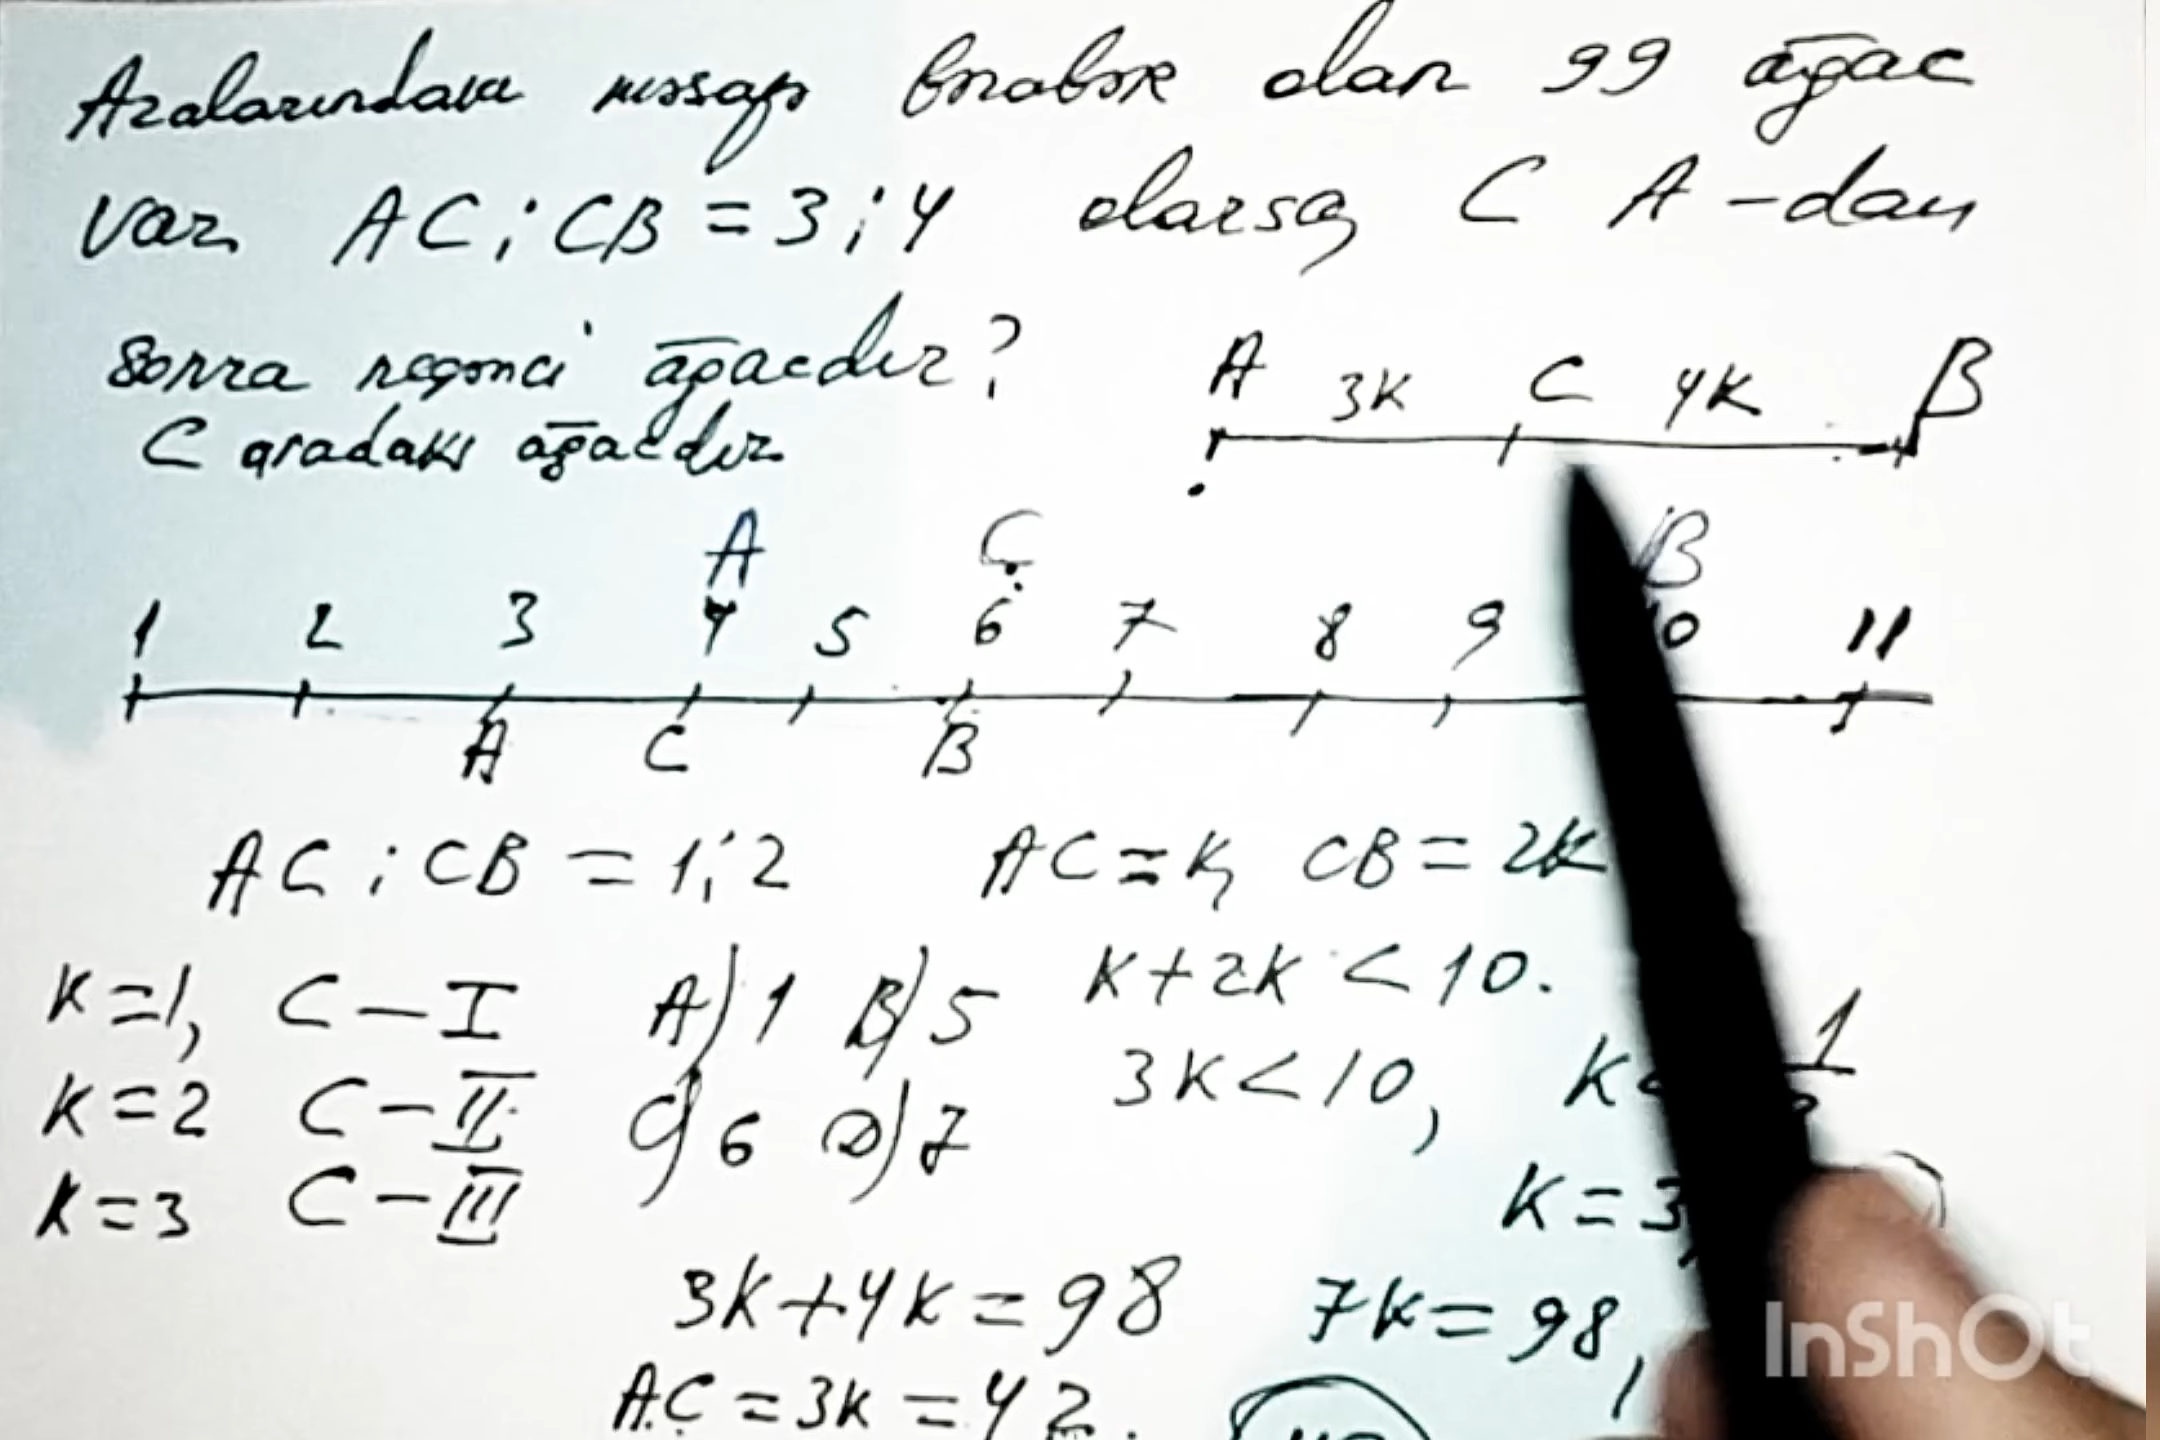 Aralarındakı məsafə bərabər olan 99 ağac
var AC : CB = 3 : 4 olarsa, C A-dan
sonra neçənci ağacdır?
C aradakı ağacdır
A 3k C 4k B
A C B
1 2 3 4 5 6 7 8 9 10 11
A C B
AC : CB = 1 : 2 AC = k, CB = 2k
k + 2k < 10.
k = 1, C – I A) 1 B) 5
3k < 10, k
k = 2 C – II C) 6 D) 7
k = 3 C – III k = 3,
3k + 4k = 98 7k = 98,
AC = 3k = 42.
InShOt